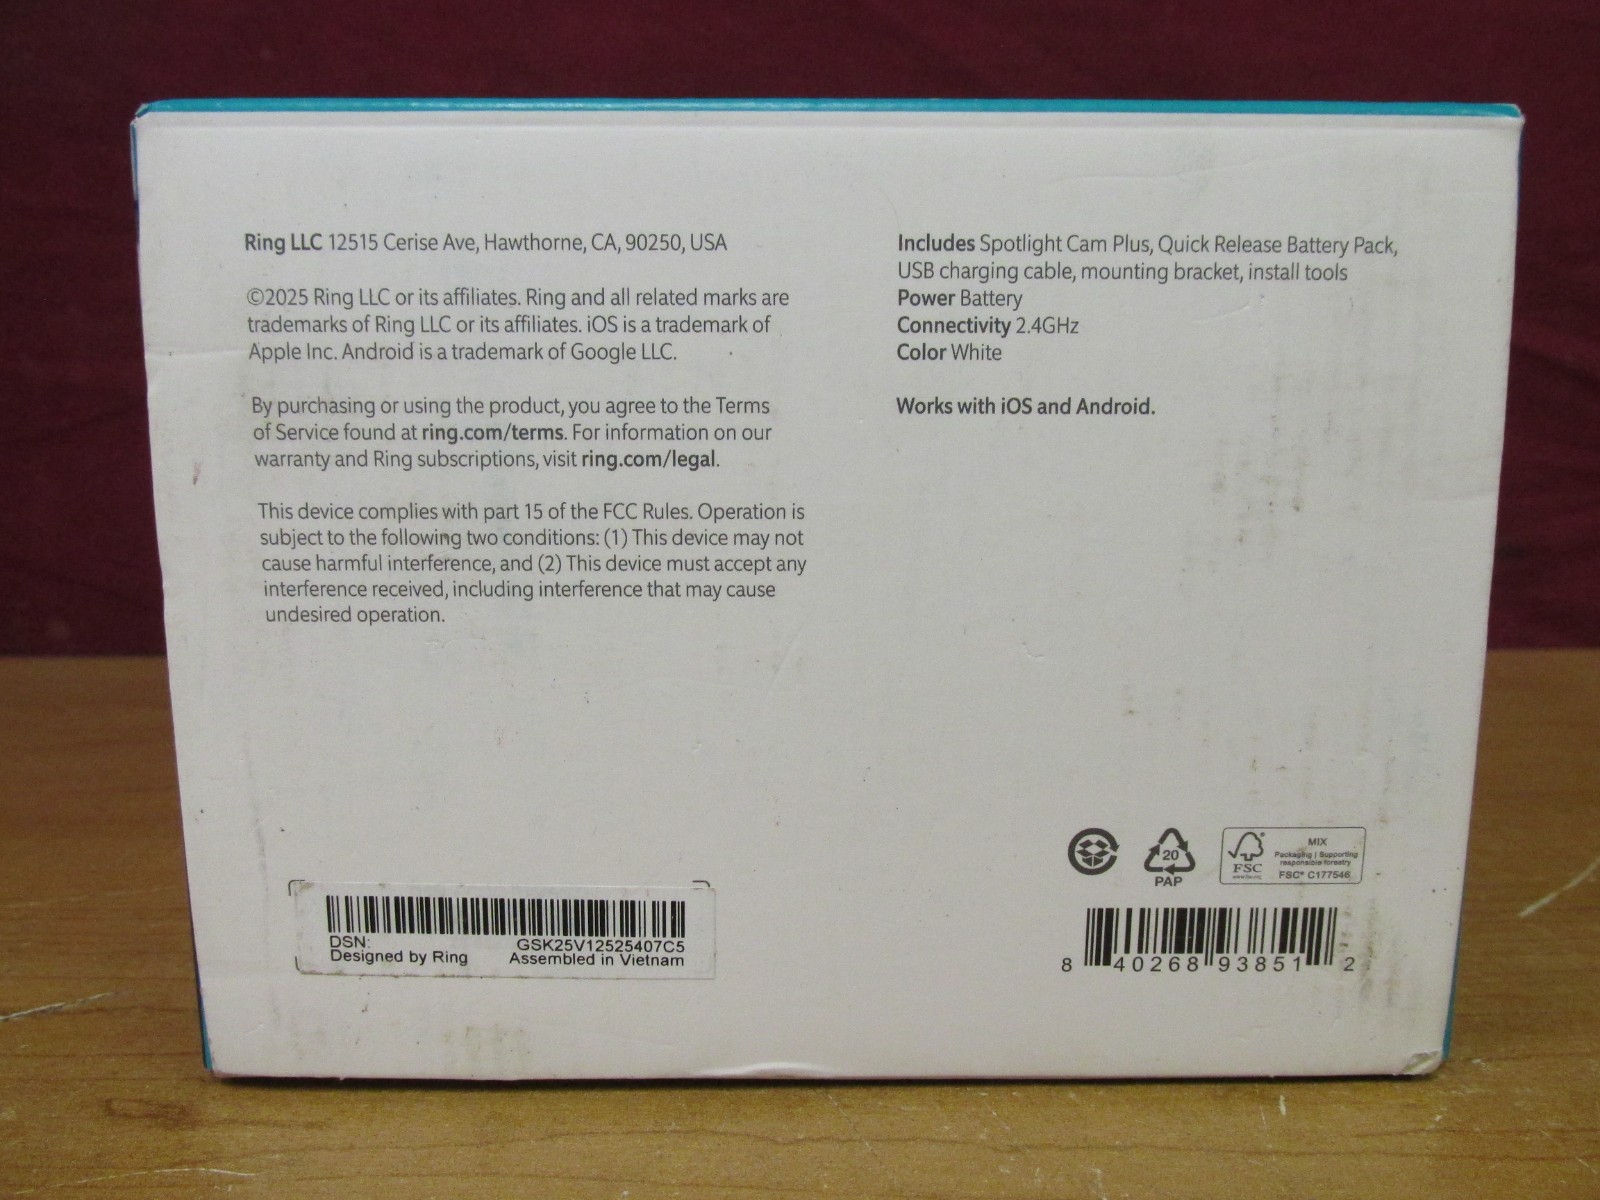 Ring LLC 12515 Cerise Ave, Hawthorne, CA, 90250, USA
©2025 Ring LLC or its affiliates. Ring and all related marks are
trademarks of Ring LLC or its affiliates. iOS is a trademark of
Apple Inc. Android is a trademark of Google LLC.
By purchasing or using the product, you agree to the Terms
of Service found at ring.com/terms. For information on our
warranty and Ring subscriptions, visit ring.com/legal.
This device complies with part 15 of the FCC Rules. Operation is
subject to the following two conditions: (1) This device may not
cause harmful interference, and (2) This device must accept any
interference received, including interference that may cause
undesired operation.
Includes Spotlight Cam Plus, Quick Release Battery Pack,
USB charging cable, mounting bracket, install tools
Power Battery
Connectivity 2.4GHz
Color White
Works with iOS and Android.
DSN: GSK25V12525407C5
Designed by Ring Assembled in Vietnam
20
PAP
FSC®
www.fsc.org
MIX
Packaging | Supporting
responsible forestry
FSC® C177546
8 40268 93851 2